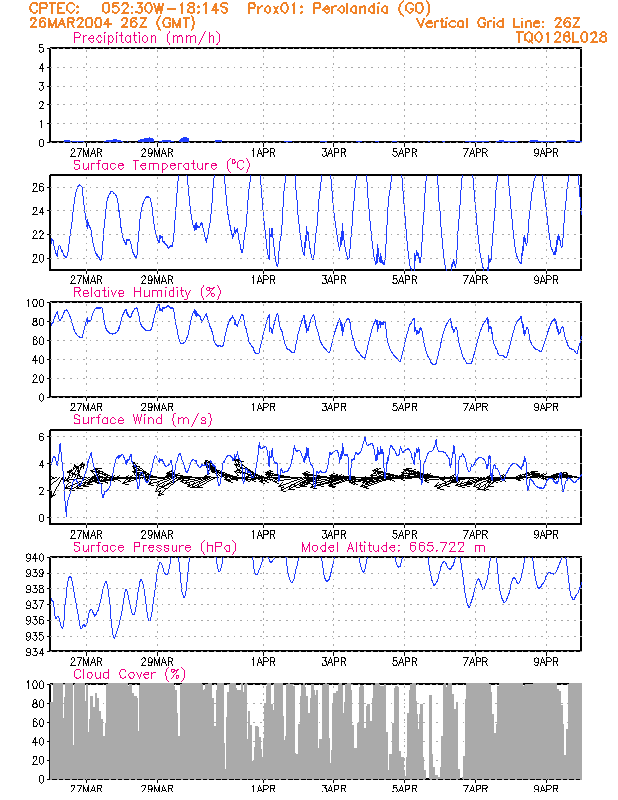 CPTEC: 052:30W-18:14S Prox01: Perolandia (GO)
26MAR2004 26Z (GMT) Vertical Grid Line: 26Z
Precipitation (mm/h) TQ0126L028
5
4
3
2
1
0
27MAR 29MAR 1APR 3APR 5APR 7APR 9APR
Surface Temperature (°C)
26
24
22
20
27MAR 29MAR 1APR 3APR 5APR 7APR 9APR
Relative Humidity (%)
100
80
60
40
20
0
27MAR 29MAR 1APR 3APR 5APR 7APR 9APR
Surface Wind (m/s)
6
4
2
0
27MAR 29MAR 1APR 3APR 5APR 7APR 9APR
Surface Pressure (hPa) Model Altitude: 665.722 m
940
939
938
937
936
935
934
27MAR 29MAR 1APR 3APR 5APR 7APR 9APR
Cloud Cover (%)
100
80
60
40
20
0
27MAR 29MAR 1APR 3APR 5APR 7APR 9APR